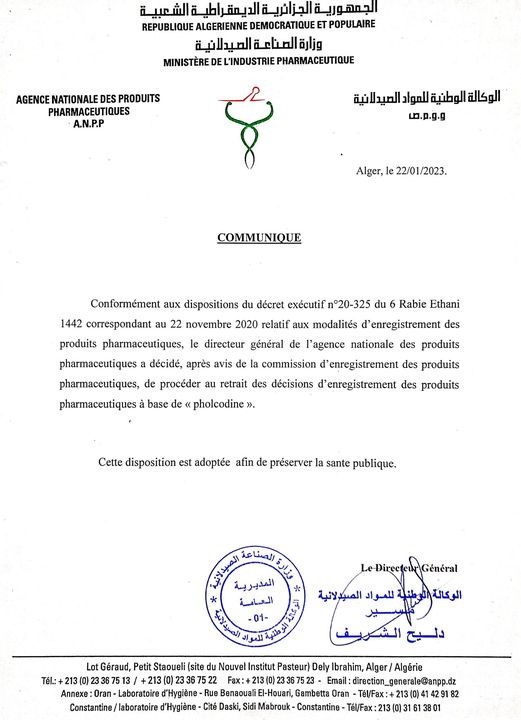 الجمهورية الجزائرية الديمقراطية الشعبية
REPUBLIQUE ALGERIENNE DEMOCRATIQUE ET POPULAIRE
وزارة الصناعة الصيدلانية
MINISTÈRE DE L'INDUSTRIE PHARMACEUTIQUE
AGENCE NATIONALE DES PRODUITS
PHARMACEUTIQUES
A.N.P.P
الوكالة الوطنية للمواد الصيدلانية
و.و.م.ص
Alger, le 22/01/2023.
COMMUNIQUE
Conformément aux dispositions du décret exécutif n°20-325 du 6 Rabie Ethani
1442 correspondant au 22 novembre 2020 relatif aux modalités d'enregistrement des
produits pharmaceutiques, le directeur général de l'agence nationale des produits
pharmaceutiques a décidé, après avis de la commission d'enregistrement des produits
pharmaceutiques, de procéder au retrait des décisions d'enregistrement des produits
pharmaceutiques à base de « pholcodine ».
Cette disposition est adoptée afin de préserver la sante publique.
Le Directeur Général
الوكالة الوطنية للمواد الصيدلانية
مسير
دليح الشريف
وزارة الصناعة الصيدلانية
المديرية
العامة
-01-
الوكالة الوطنية للمواد الصيدلانية
Lot Géraud, Petit Staoueli (site du Nouvel Institut Pasteur) Dely Ibrahim, Alger / Algérie
Tél.: + 213 (0) 23 36 75 13 / + 213 (0) 23 36 75 22 Fax : + 213 (0) 23 36 75 23 - Email : direction_generale@anpp.dz
Annexe : Oran - Laboratoire d'Hygiène - Rue Benaouali El-Houari, Gambetta Oran - Tél/Fax : 213 (0) 41 42 91 82
Constantine / laboratoire d'Hygiène - Cité Daski, Sidi Mabrouk - Constantine - Tél/Fax : 213 (0) 31 61 38 01